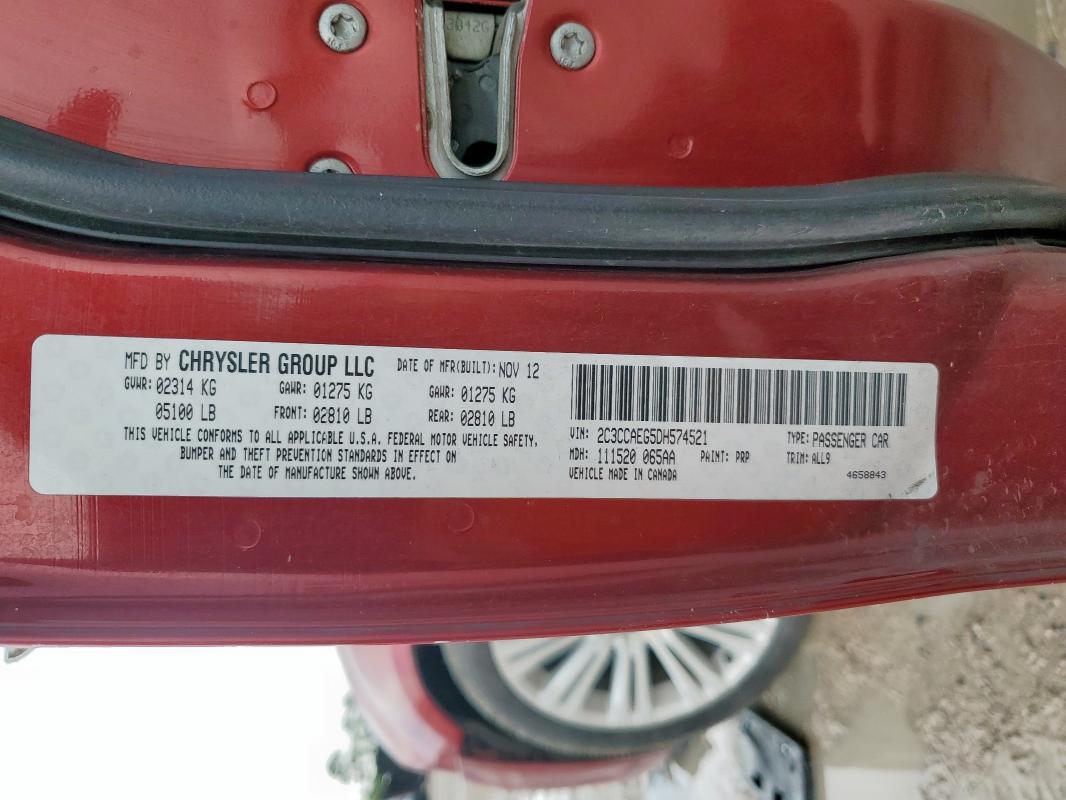 3042G
MFD BY CHRYSLER GROUP LLC DATE OF MFR(BUILT): NOV 12
GVWR: 02314 KG GAWR: 01275 KG GAWR: 01275 KG
05100 LB FRONT: 02810 LB REAR: 02810 LB
THIS VEHICLE CONFORMS TO ALL APPLICABLE U.S.A. FEDERAL MOTOR VEHICLE SAFETY,
BUMPER AND THEFT PREVENTION STANDARDS IN EFFECT ON
THE DATE OF MANUFACTURE SHOWN ABOVE.
VIN: 2C3CCAEG5DH574521 TYPE: PASSENGER CAR
MDH: 111520 065AA PAINT: PRP TRIM: ALL9
VEHICLE MADE IN CANADA 4658843